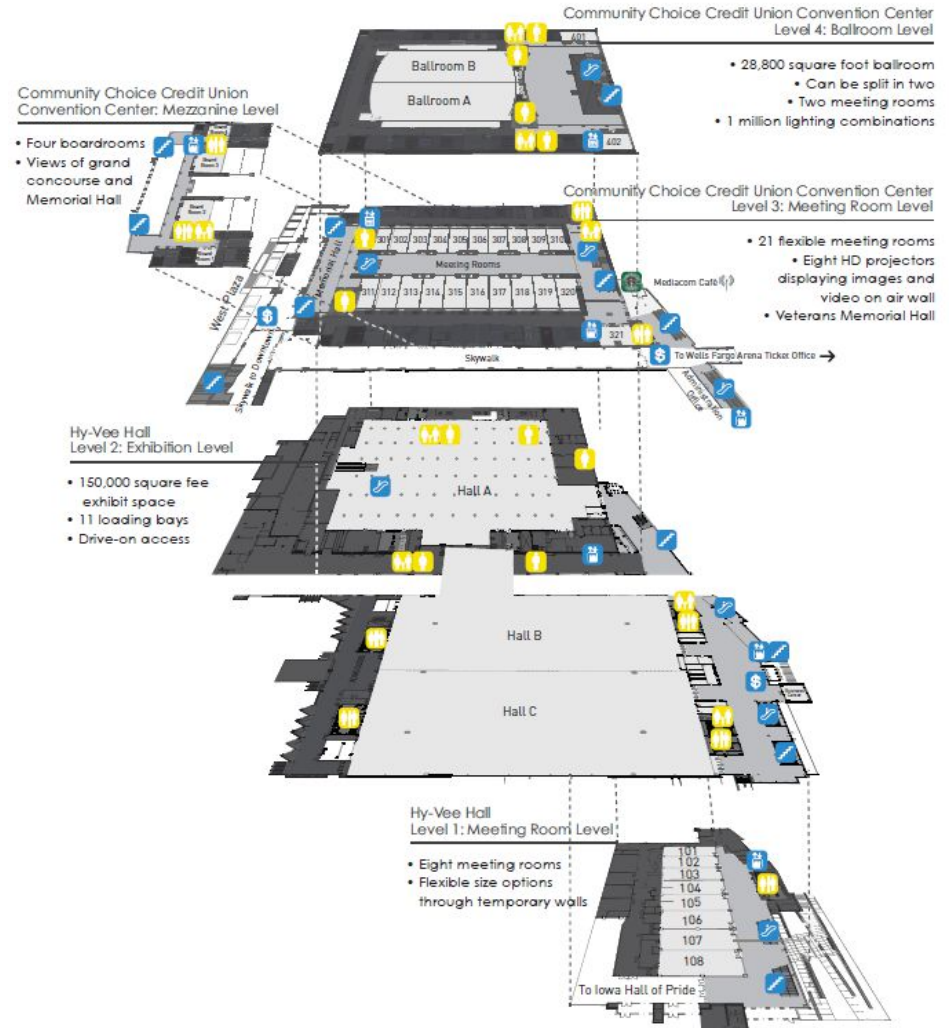 Community Choice Credit Union Convention Center
Level 4: Ballroom Level
• 28,800 square foot ballroom
• Can be split in two
• Two meeting rooms
• 1 million lighting combinations
401
Ballroom B
Ballroom A
402
Community Choice Credit Union
Convention Center: Mezzanine Level
• Four boardrooms
• Views of grand
concourse and
Memorial Hall
Board
Room 3
Board
Room 2
Community Choice Credit Union Convention Center
Level 3: Meeting Room Level
• 21 flexible meeting rooms
• Eight HD projectors
displaying images and
video on air wall
• Veterans Memorial Hall
West Plaza
Skywalk to Downtown
Memorial Hall
301 302 303 304 305 306 307 308 309 310
Meeting Rooms
311 312 313 314 315 316 317 318 319 320
321
Mediacom Café
Skywalk
To Wells Fargo Arena Ticket Office →
Administration
Office
Hy-Vee Hall
Level 2: Exhibition Level
• 150,000 square fee
exhibit space
• 11 loading bays
• Drive-on access
Hall A
Hall B
Hall C
Hy-Vee Hall
Level 1: Meeting Room Level
• Eight meeting rooms
• Flexible size options
through temporary walls
101
102
103
104
105
106
107
108
To Iowa Hall of Pride